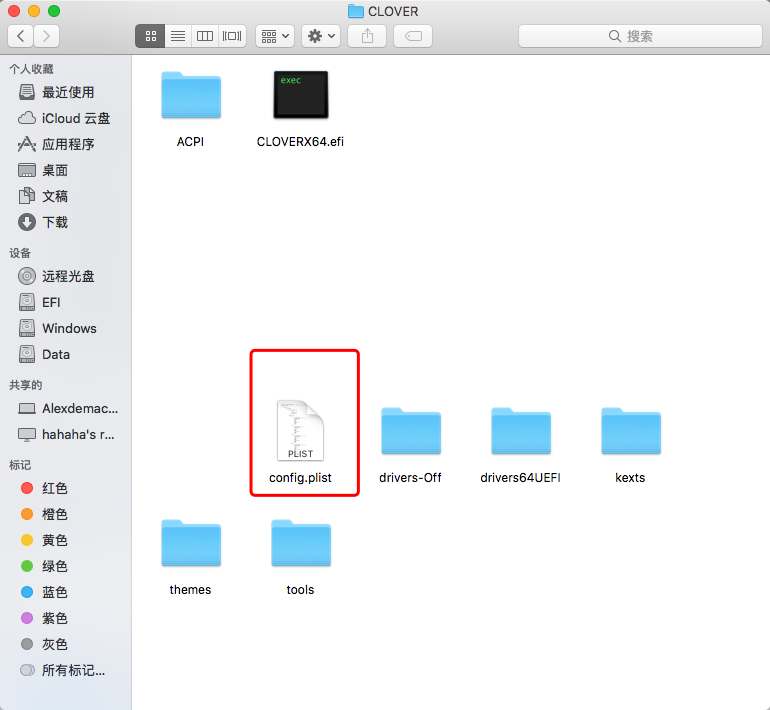 CLOVER
搜索
个人收藏
最近使用
iCloud 云盘
应用程序
桌面
文稿
下载
设备
远程光盘
EFI
Windows
Data
共享的
Alexdemac...
hahaha's r...
标记
红色
橙色
黄色
绿色
蓝色
紫色
灰色
所有标记...
exec
ACPI
CLOVERX64.efi
PLIST
config.plist
drivers-Off
drivers64UEFI
kexts
themes
tools